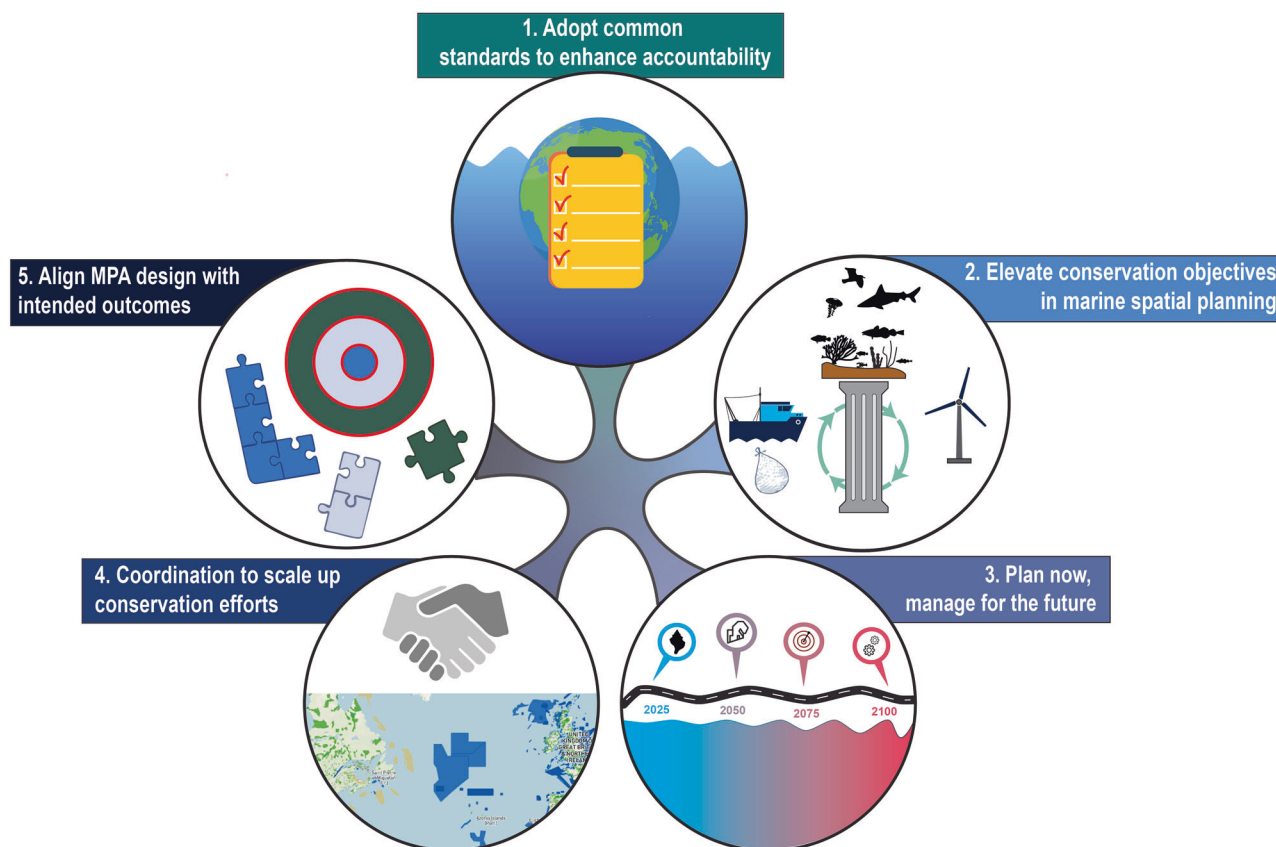 1. Adopt common
standards to enhance accountability
2. Elevate conservation objectives
in marine spatial planning
3. Plan now,
manage for the future
2025
2050
2075
2100
4. Coordination to scale up
conservation efforts
UNITED
5. Align MPA design with
intended outcomes